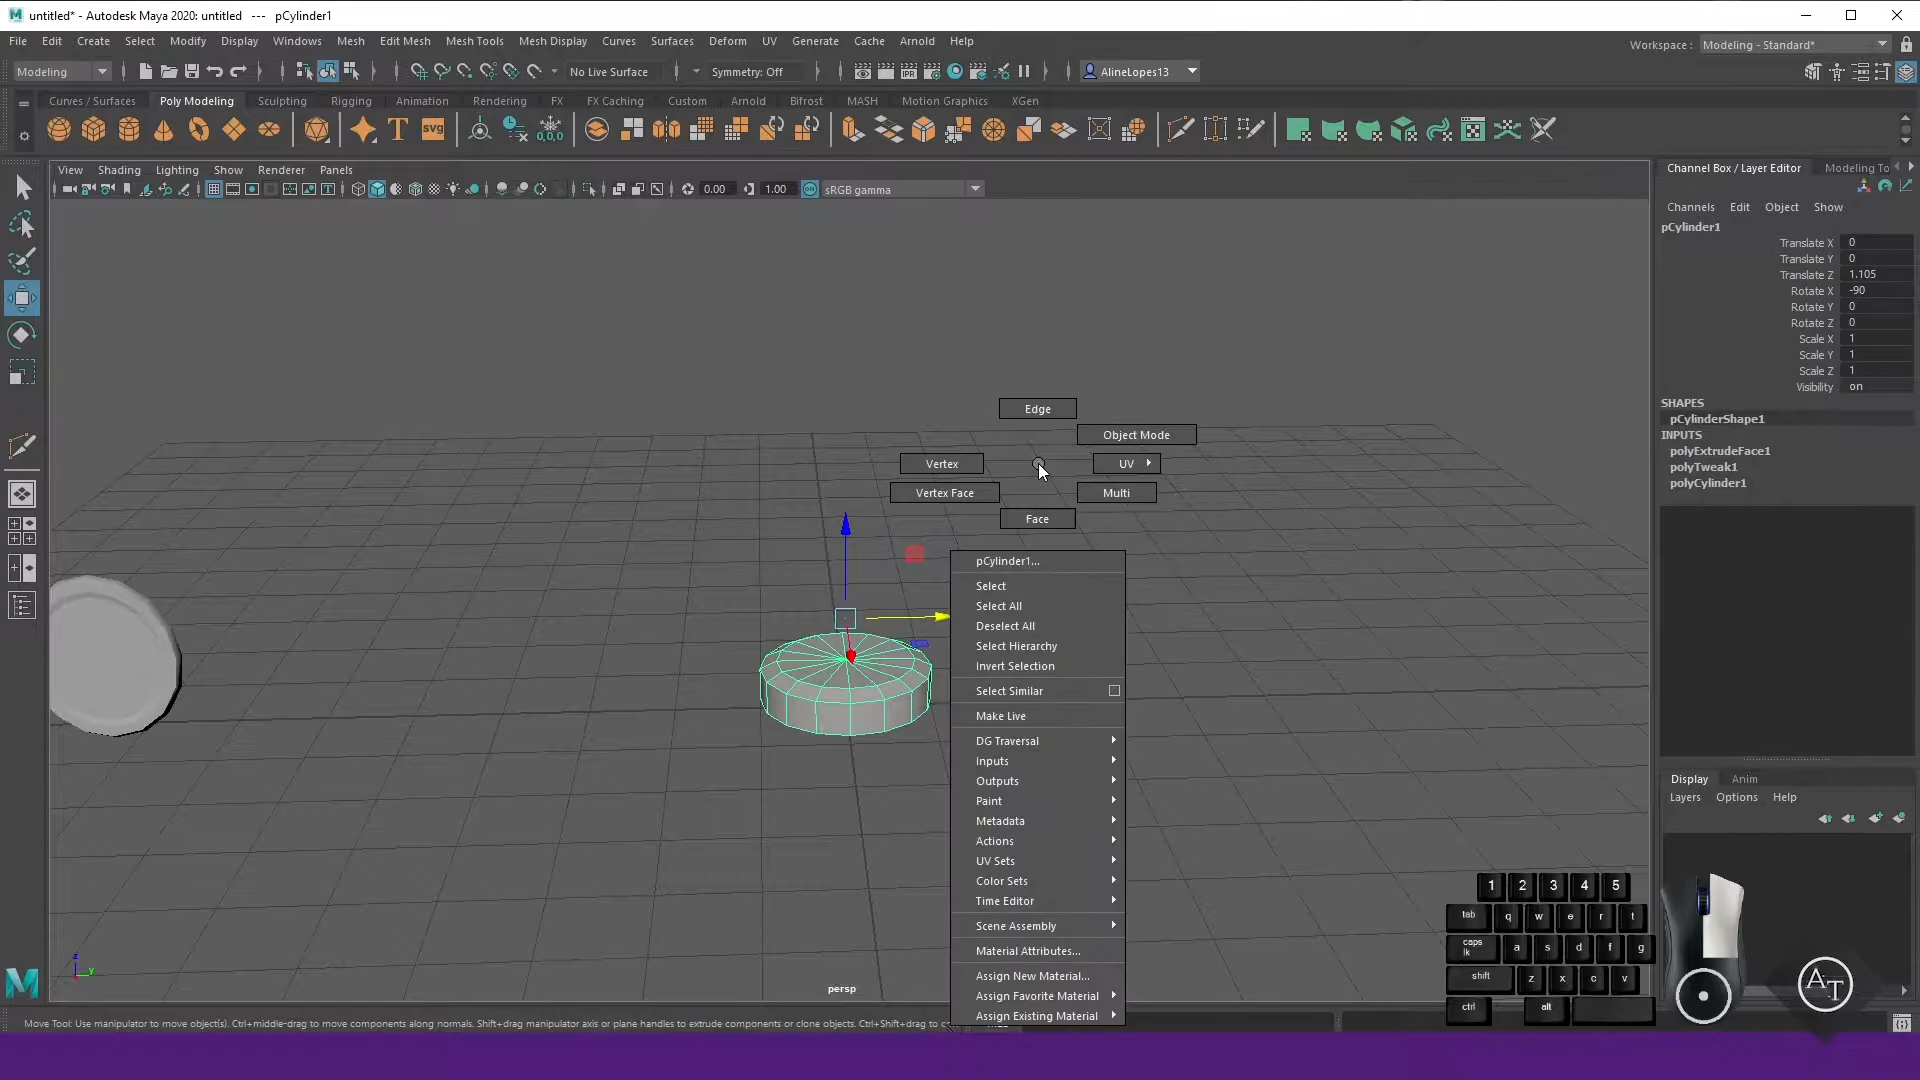 untitled* - Autodesk Maya 2020: untitled --- pCylinder1
File Edit Create Select Modify Display Windows Mesh Edit Mesh Mesh Tools Mesh Display Curves Surfaces Deform UV Generate Cache Arnold Help
Workspace : Modeling - Standard*
Modeling
No Live Surface
Symmetry: Off
IPR
AlineLopes13
Curves / Surfaces Poly Modeling Sculpting Rigging Animation Rendering FX FX Caching Custom Arnold Bifrost MASH Motion Graphics XGen
T svg 0,0,0
View Shading Lighting Show Renderer Panels
0.00 1.00 ON sRGB gamma
Channel Box / Layer Editor Modeling To
Channels Edit Object Show
pCylinder1
Translate X 0
Translate Y 0
Translate Z 1.105
Rotate X -90
Rotate Y 0
Rotate Z 0
Scale X 1
Scale Y 1
Scale Z 1
Visibility on
SHAPES
pCylinderShape1
INPUTS
polyExtrudeFace1
polyTweak1
polyCylinder1
Edge
Object Mode
Vertex
UV
Vertex Face
Multi
Face
pCylinder1...
Select
Select All
Deselect All
Select Hierarchy
Invert Selection
Select Similar
Make Live
DG Traversal
Inputs
Outputs
Paint
Metadata
Actions
UV Sets
Color Sets
Time Editor
Scene Assembly
Material Attributes...
Assign New Material...
Assign Favorite Material
Assign Existing Material
Display Anim
Layers Options Help
z
y
persp
M
1 2 3 4 5
tab q w e r t
caps lk a s d f g
shift z x c v
ctrl alt
AT
Move Tool: Use manipulator to move object(s). Ctrl+middle-drag to move components along normals. Shift+drag manipulator axis or plane handles to extrude components or clone objects. Ctrl+Shift+drag to c